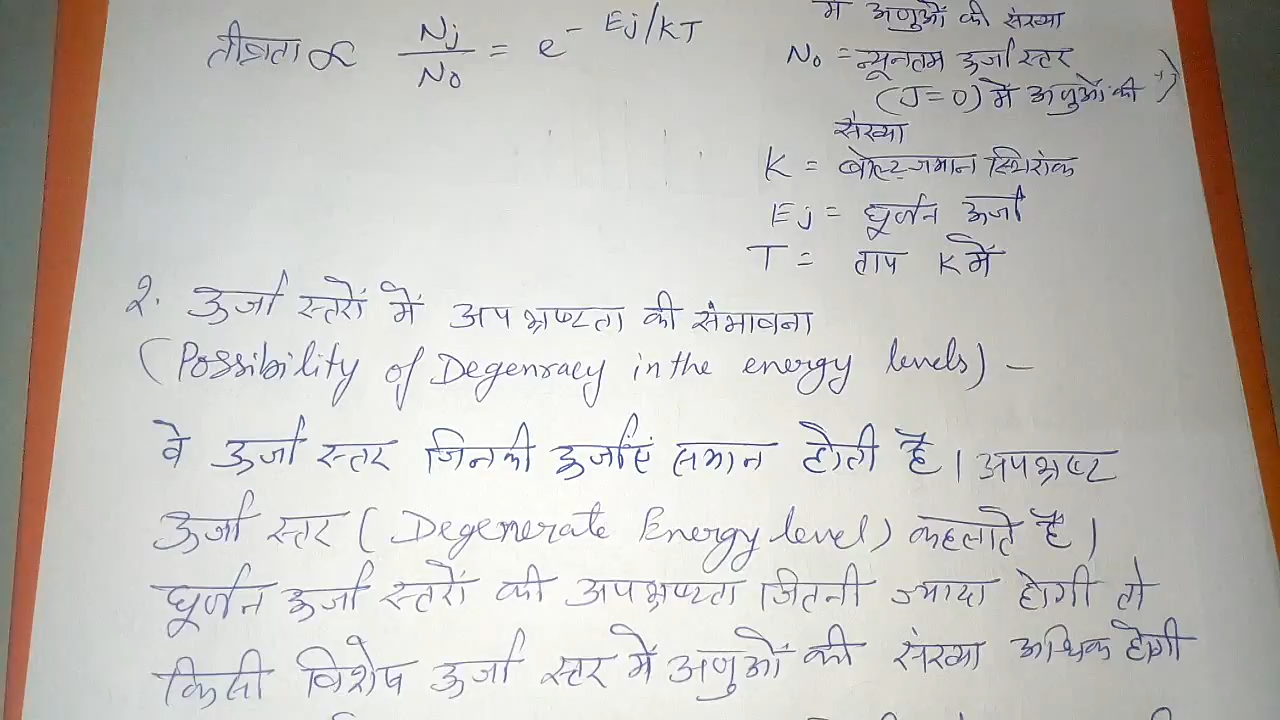 में अणुओं की संख्या
तीव्रता ∝ Nj/N0 = e^- Ej/KT
N0 = न्यूनतम ऊर्जा स्तर
(J=0) में अणुओं की
संख्या
K = बोल्ट्जमान स्थिरांक
Ej = घूर्णन ऊर्जा
T = ताप K में
2. ऊर्जा स्तरों में अपभ्रष्टता की संभावना
(Possibility of Degenracy in the energy levels) –
वे ऊर्जा स्तर जिनकी ऊर्जाएं समान होती है। अपभ्रष्ट
ऊर्जा स्तर (Degenerate Energy level) कहलाते है।
घूर्णन ऊर्जा स्तरों की अपभ्रष्टता जितनी ज्यादा होगी तो
किसी विशेष ऊर्जा स्तर में अणुओं की संख्या अधिक होगी